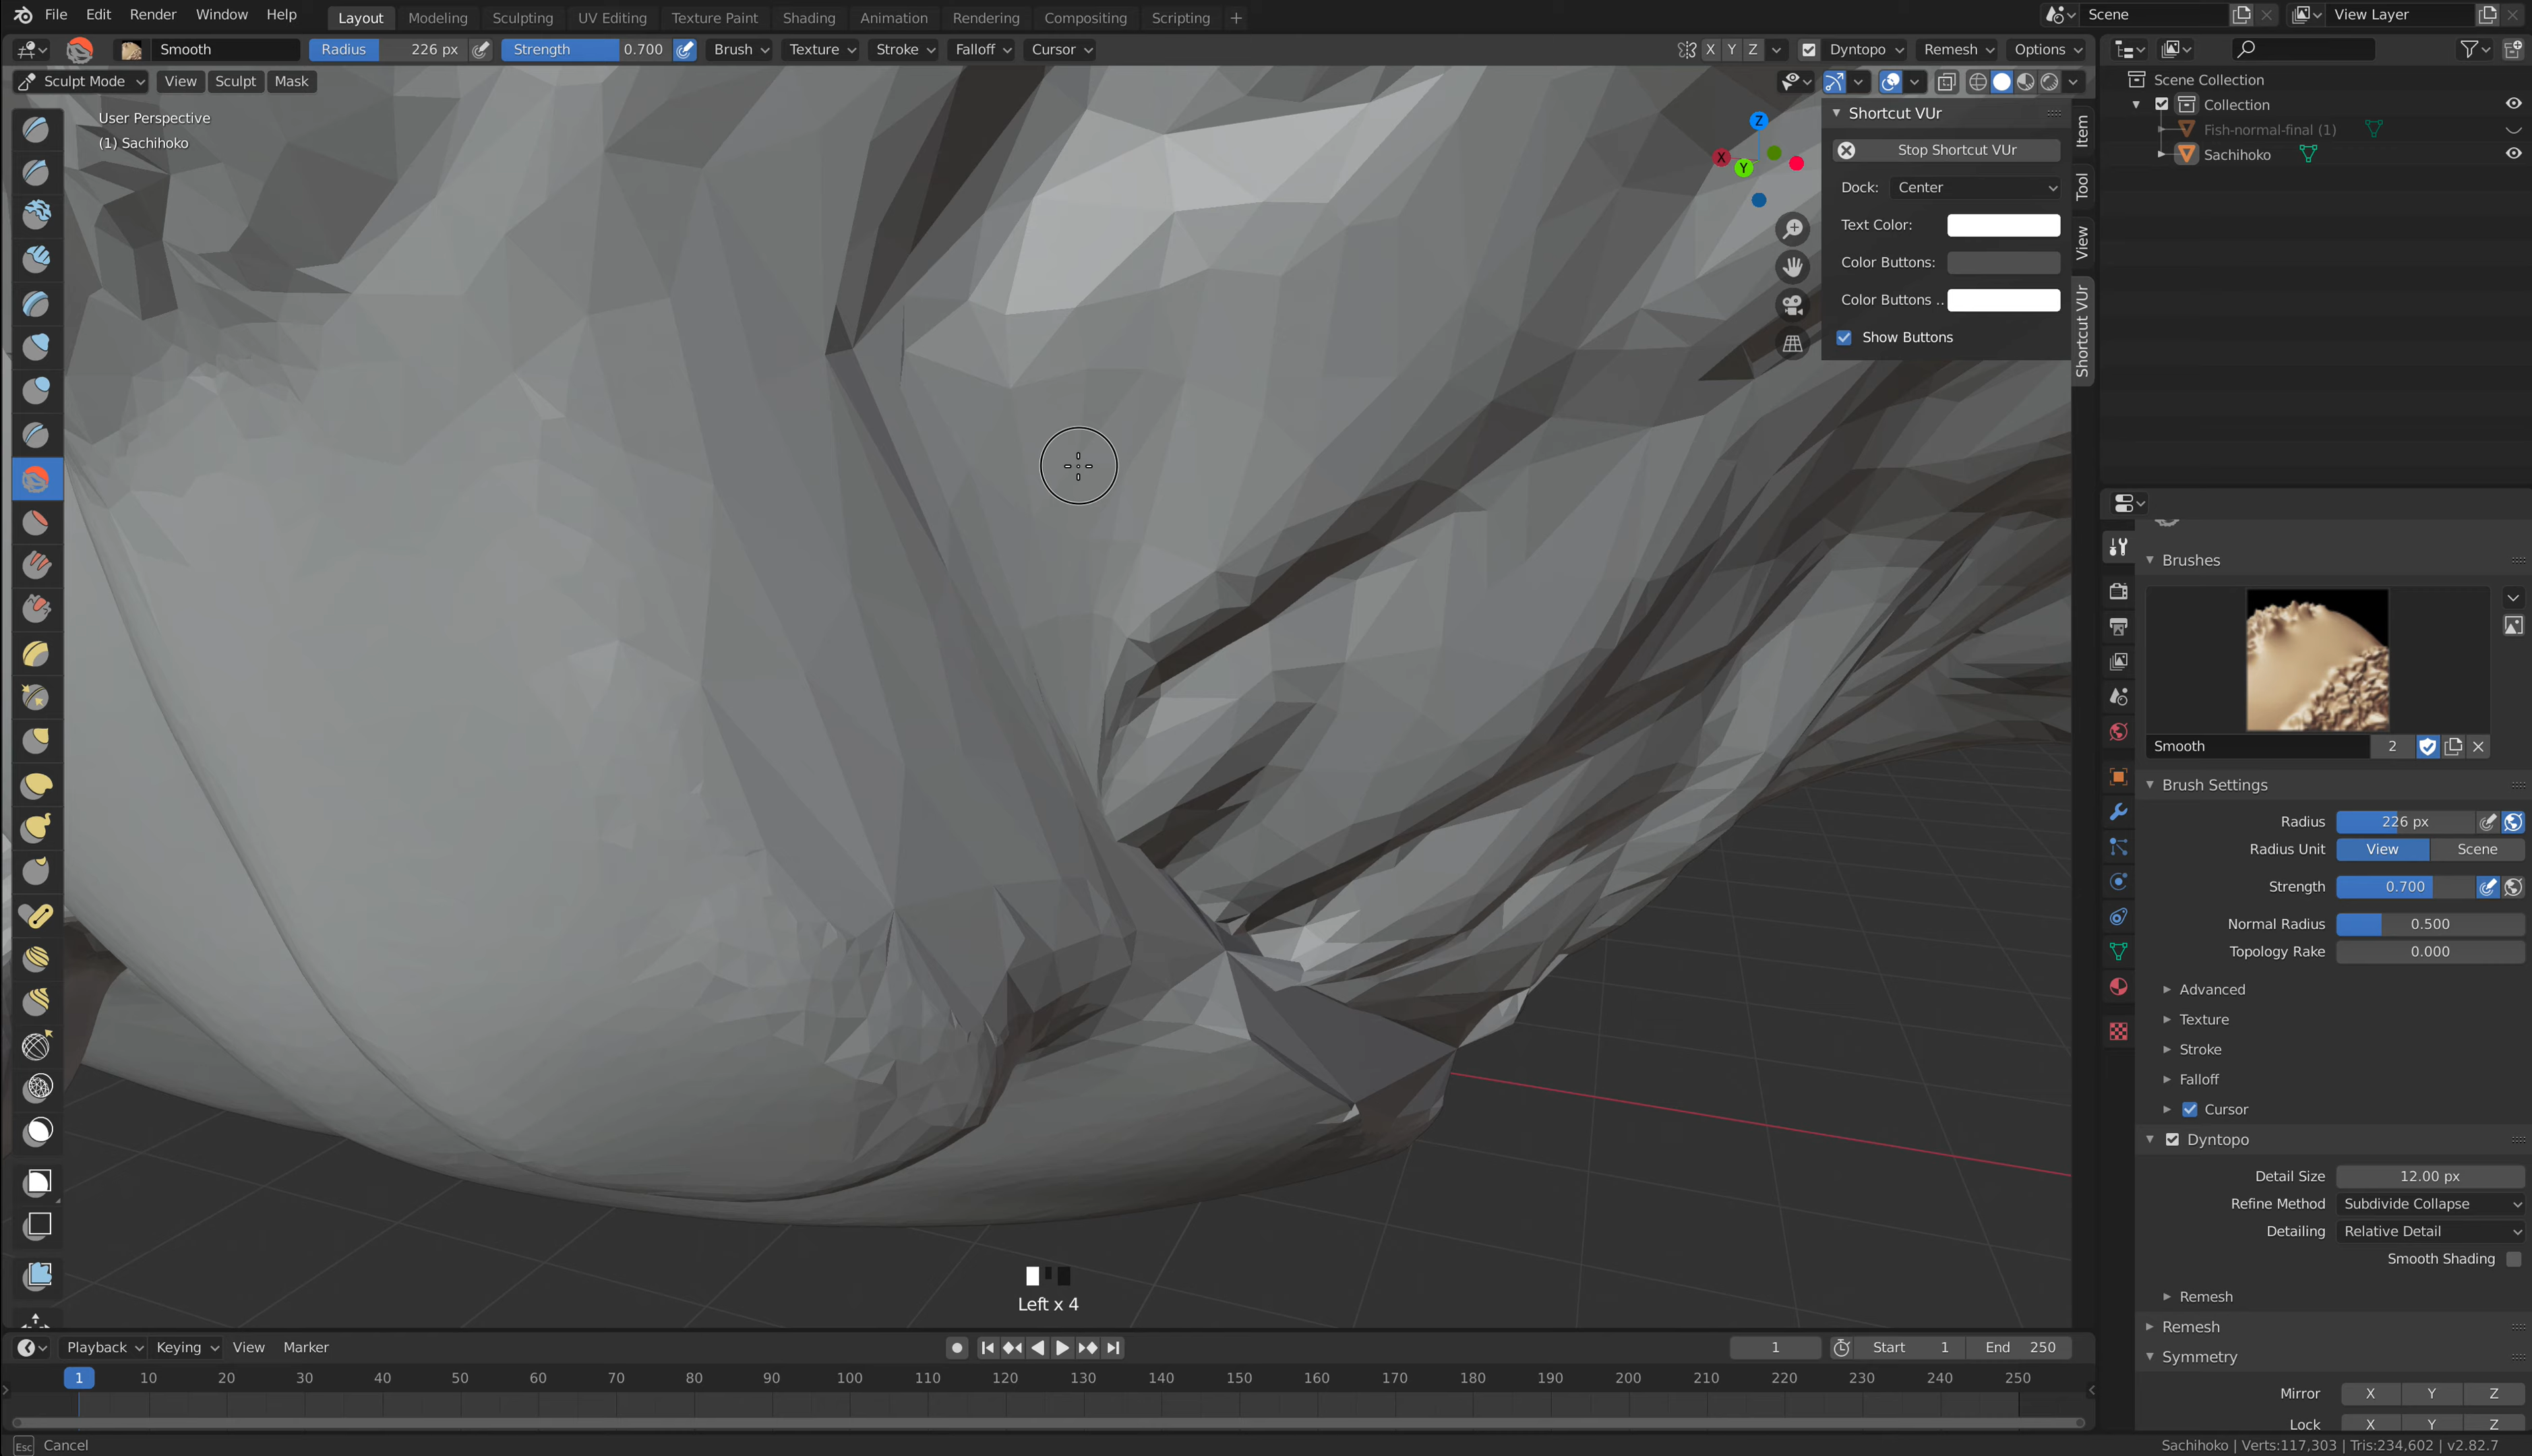 File Edit Render Window Help Layout Modeling Sculpting UV Editing Texture Paint Shading Animation Rendering Compositing Scripting + Scene View Layer
Smooth Radius 226 px Strength 0.700 Brush Texture Stroke Falloff Cursor X Y Z Dyntopo Remesh Options
Sculpt Mode View Sculpt Mask
User Perspective
(1) Sachihoko
Z
X
Y
Shortcut VUr
Stop Shortcut VUr
Dock: Center
Text Color:
Color Buttons:
Color Buttons ..
Show Buttons
Item
Tool
View
Shortcut VUr
Scene Collection
Collection
Fish-normal-final (1)
Sachihoko
Brushes
Smooth 2
Brush Settings
Radius 226 px
Radius Unit View Scene
Strength 0.700
Normal Radius 0.500
Topology Rake 0.000
Advanced
Texture
Stroke
Falloff
Cursor
Dyntopo
Detail Size 12.00 px
Refine Method Subdivide Collapse
Detailing Relative Detail
Smooth Shading
Remesh
Remesh
Symmetry
Mirror X Y Z
Lock X Y Z
Left x 4
Playback Keying View Marker 1 Start 1 End 250
1 10 20 30 40 50 60 70 80 90 100 110 120 130 140 150 160 170 180 190 200 210 220 230 240 250
Esc Cancel
Sachihoko | Verts:117,303 | Tris:234,602 | v2.82.7